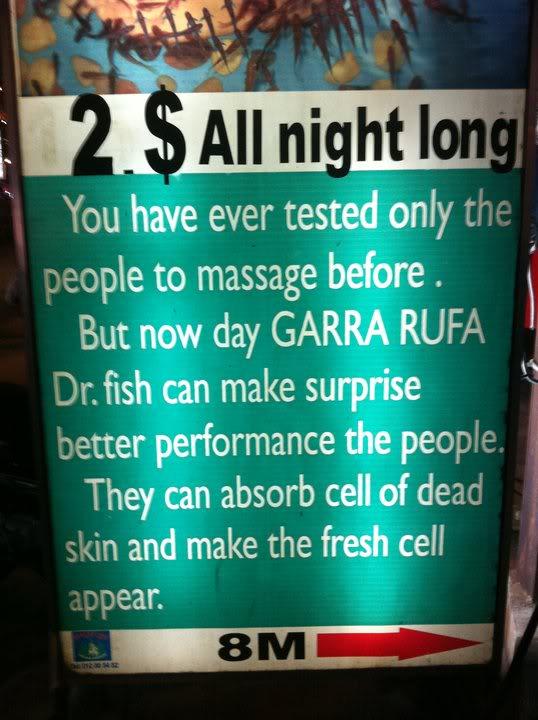 2.$ All night long
You have ever tested only the
people to massage before .
But now day GARRA RUFA
Dr. fish can make surprise
better performance the people.
They can absorb cell of dead
skin and make the fresh cell
appear.
8M